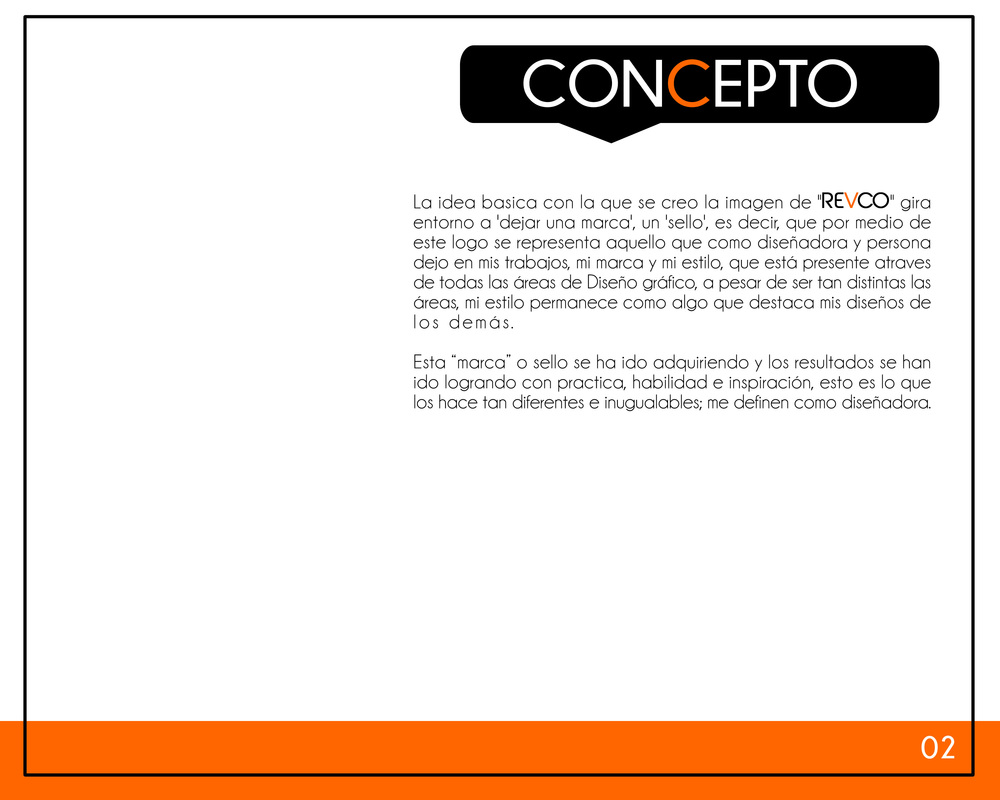 CONCEPTO
La idea basica con la que se creo la imagen de "REVCO" gira
entorno a 'dejar una marca', un 'sello', es decir, que por medio de
este logo se representa aquello que como diseñadora y persona
dejo en mis trabajos, mi marca y mi estilo, que está presente atraves
de todas las áreas de Diseño gráfico, a pesar de ser tan distintas las
áreas, mi estilo permanece como algo que destaca mis diseños de
los demás.
Esta “marca” o sello se ha ido adquiriendo y los resultados se han
ido logrando con practica, habilidad e inspiración, esto es lo que
los hace tan diferentes e inugualables; me definen como diseñadora.
02